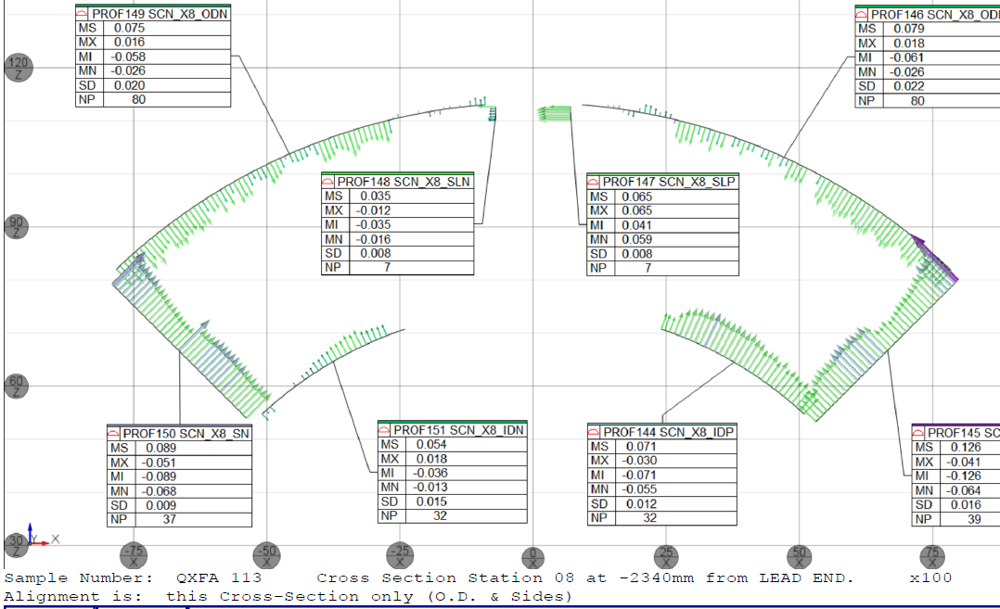 PROF149 SCN_X8_ODN
MS 0.075
MX 0.016
MI -0.058
MN -0.026
SD 0.020
NP 80
PROF146 SCN_X8_ODP
MS 0.079
MX 0.018
MI -0.061
MN -0.026
SD 0.022
NP 80
120
Z
PROF148 SCN_X8_SLN
MS 0.035
MX -0.012
MI -0.035
MN -0.016
SD 0.008
NP 7
PROF147 SCN_X8_SLP
MS 0.065
MX 0.065
MI 0.041
MN 0.059
SD 0.008
NP 7
90
Z
60
Z
PROF150 SCN_X8_SN
MS 0.089
MX -0.051
MI -0.089
MN -0.068
SD 0.009
NP 37
PROF151 SCN_X8_IDN
MS 0.054
MX 0.018
MI -0.036
MN -0.013
SD 0.015
NP 32
PROF144 SCN_X8_IDP
MS 0.071
MX -0.030
MI -0.071
MN -0.055
SD 0.012
NP 32
PROF145 SC
MS 0.126
MX -0.041
MI -0.126
MN -0.064
SD 0.016
NP 39
30
Z
Y X
-75
X
-50
X
-25
X
0
X
25
X
50
X
75
X
Sample Number: QXFA 113 Cross Section Station 08 at -2340mm from LEAD END. x100
Alignment is: this Cross-Section only (O.D. & Sides)